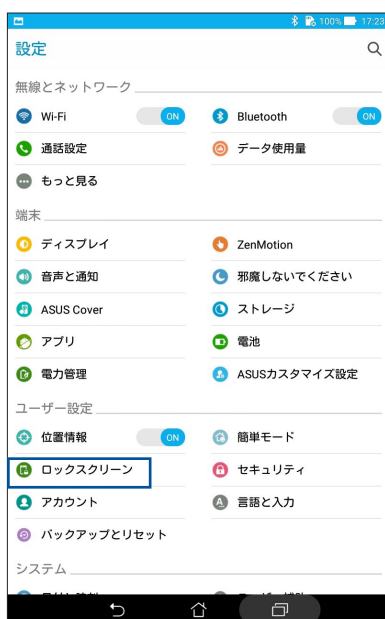 100% 17:23
設定
無線とネットワーク
Wi-Fi ON Bluetooth ON
通話設定 データ使用量
もっと見る
端末
ディスプレイ ZenMotion
音声と通知 邪魔しないでください
ASUS Cover ストレージ
アプリ 電池
電力管理 ASUSカスタマイズ設定
ユーザー設定
位置情報 ON 簡単モード
ロックスクリーン セキュリティ
アカウント A 言語と入力
バックアップとリセット
システム